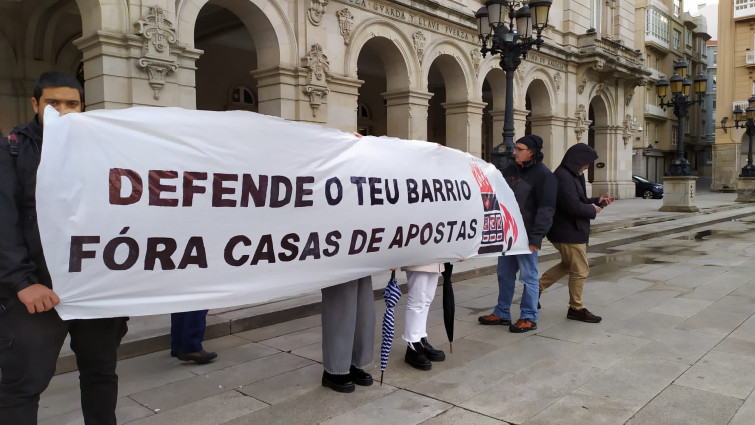 DEFENDE O TEU BARRIO
FÓRA CASAS DE APOSTAS